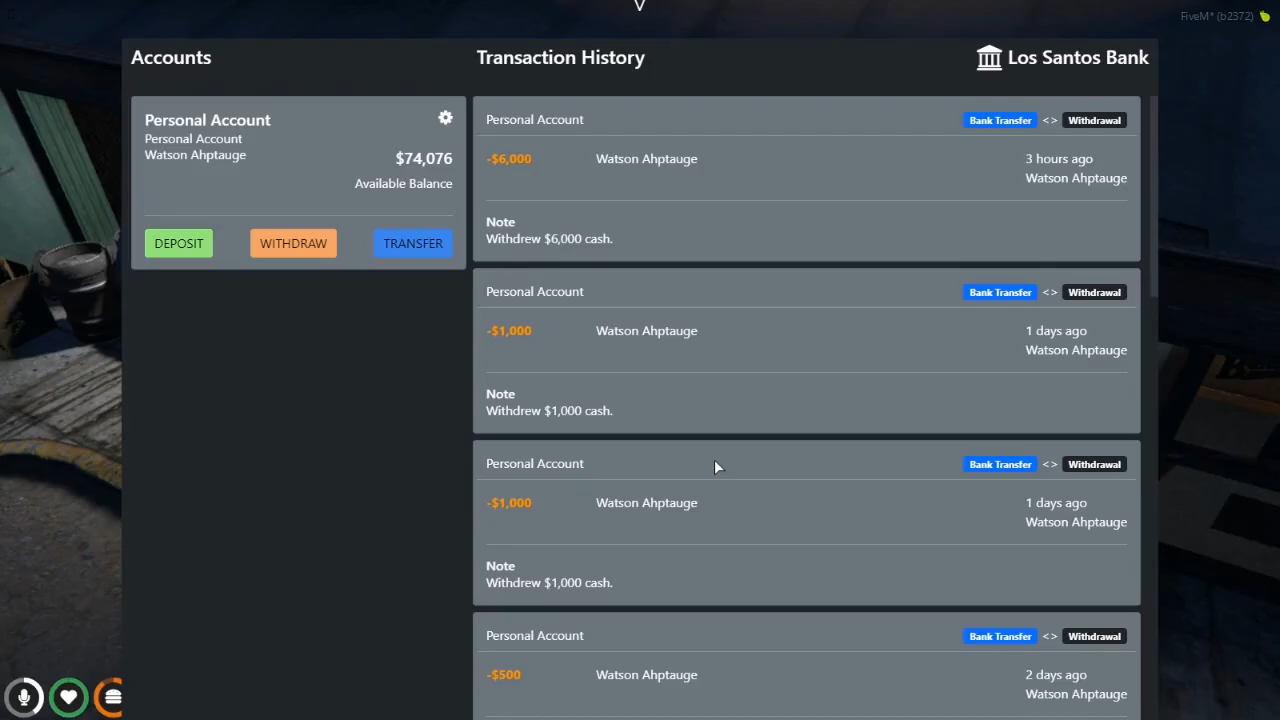 V
FiveM* (b2372)
Accounts
Transaction History
Los Santos Bank
Personal Account
Personal Account
Watson Ahptauge
$74,076
Available Balance
DEPOSIT
WITHDRAW
TRANSFER
Personal Account
Bank Transfer <> Withdrawal
-$6,000
Watson Ahptauge
3 hours ago
Watson Ahptauge
Note
Withdrew $6,000 cash.
Personal Account
Bank Transfer <> Withdrawal
-$1,000
Watson Ahptauge
1 days ago
Watson Ahptauge
Note
Withdrew $1,000 cash.
Personal Account
Bank Transfer <> Withdrawal
-$1,000
Watson Ahptauge
1 days ago
Watson Ahptauge
Note
Withdrew $1,000 cash.
Personal Account
Bank Transfer <> Withdrawal
-$500
Watson Ahptauge
2 days ago
Watson Ahptauge